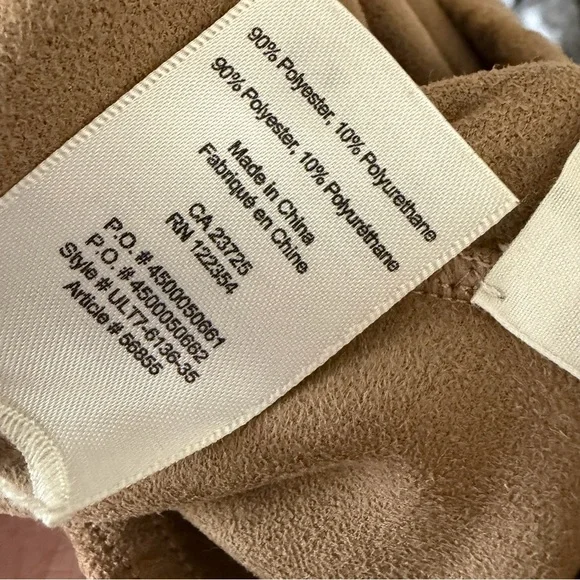 90% Polyester, 10% Polyurethane
90% Polyester, 10% Polyuréthane
Made in China
Fabriqué en Chine
CA 23725
RN 122354
P.O. # 4500050661
P.O. # 4500050662
Style # ULT7-6136-35
Article # 56855